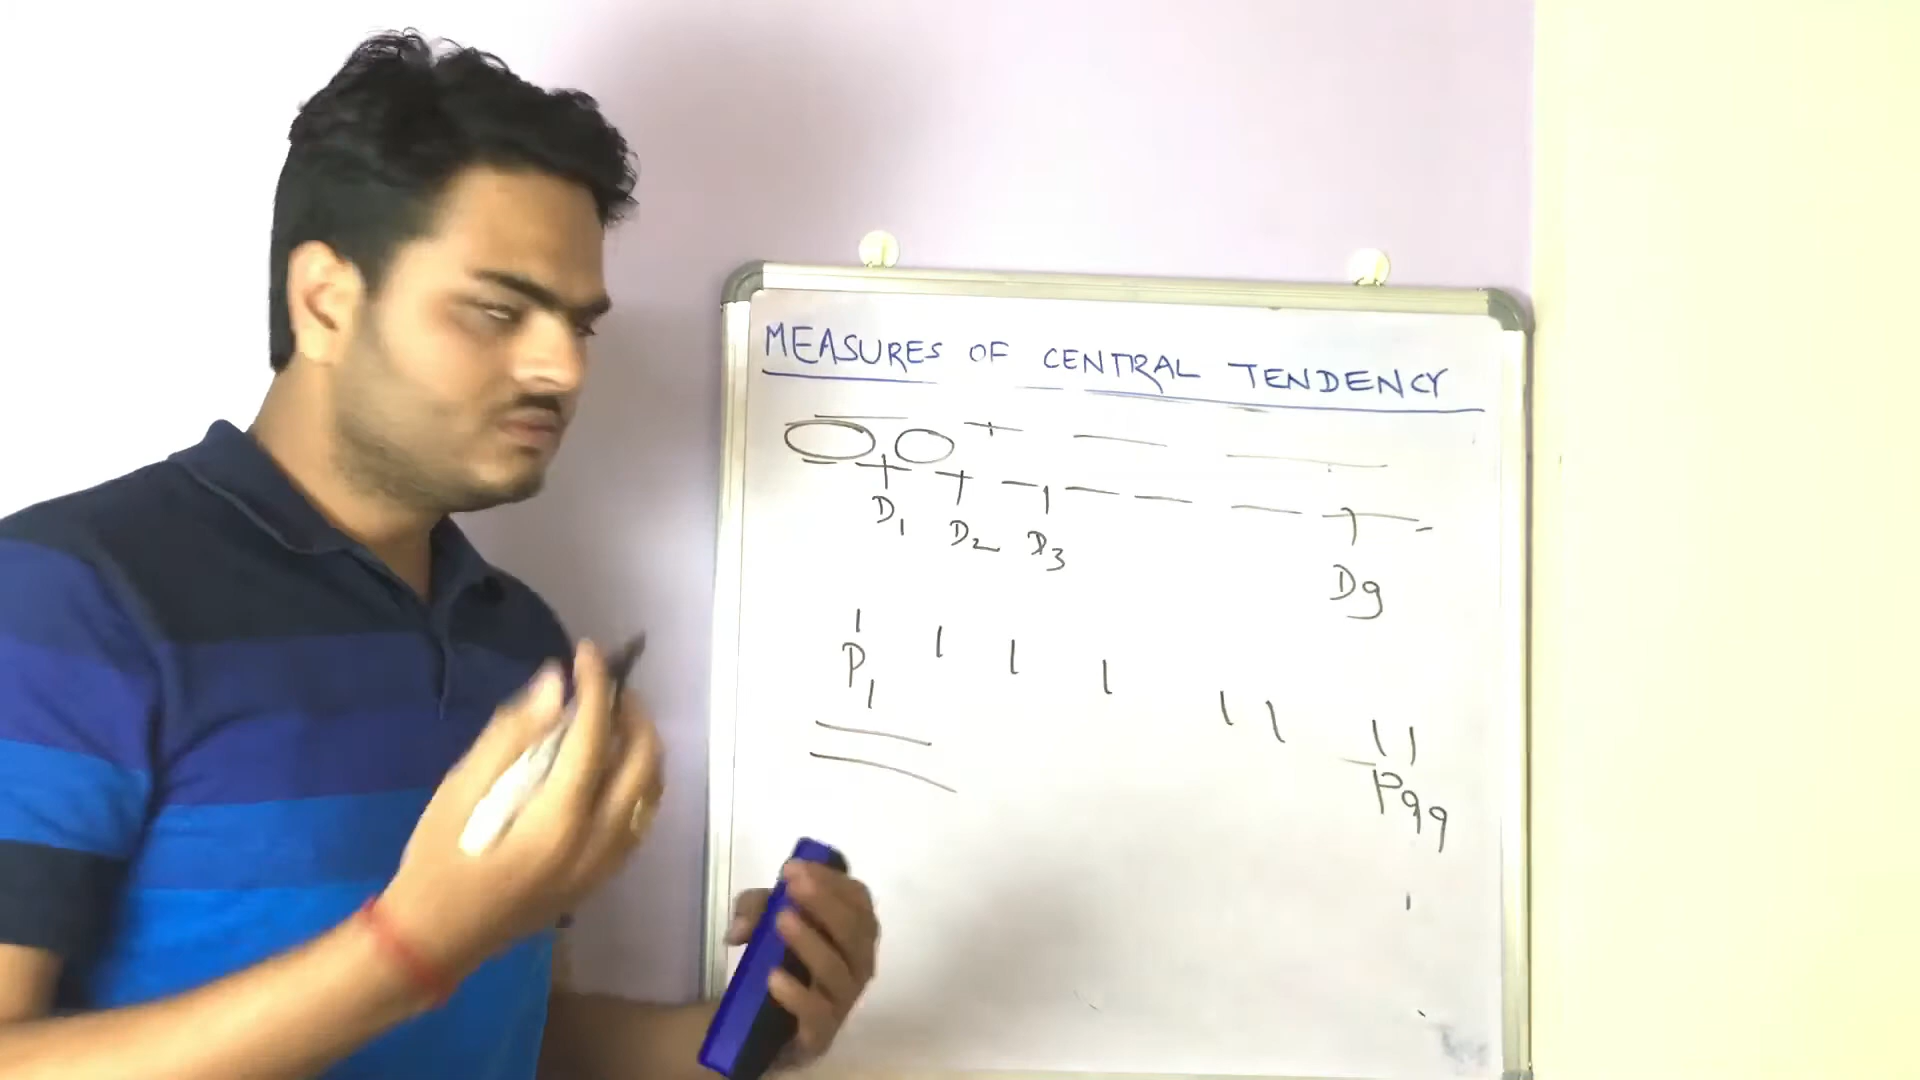 MEASURES OF CENTRAL TENDENCY
D1 D2 D3 D9
P1 P99